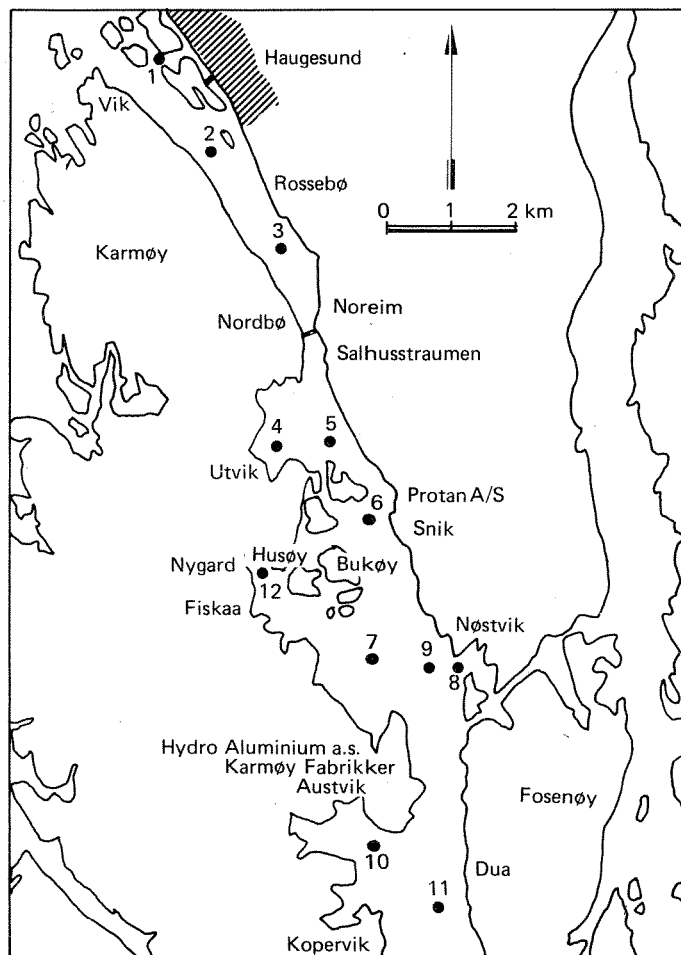 Haugesund
1
Vik
2
Rossebø
0 1 2 km
3
Karmøy
Noreim
Nordbø
Salhusstraumen
4
5
Utvik
Protan A/S
6
Snik
Nygard
Husøy
Bukøy
12
Fiskaa
Nøstvik
7
9
8
Hydro Aluminium a.s.
Karmøy Fabrikker
Austvik
Fosenøy
10
Dua
11
Kopervik